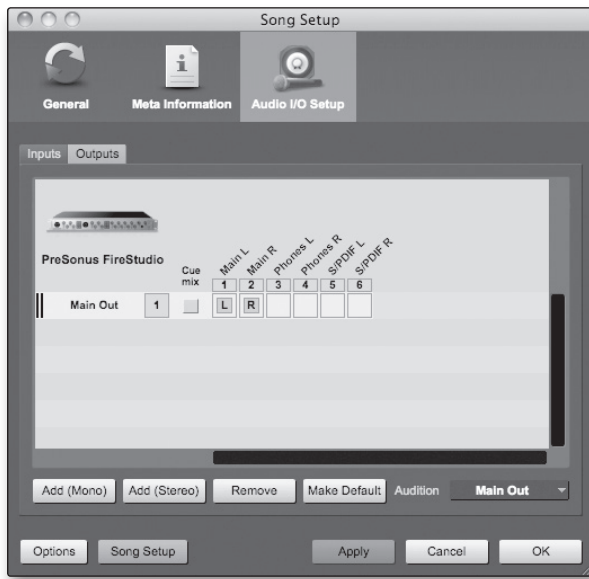 Song Setup
General Meta Information Audio I/O Setup
Inputs Outputs
PreSonus FireStudio
Cue mix
Main L
Main R
Phones L
Phones R
S/PDIF L
S/PDIF R
1 2 3 4 5 6
Main Out 1 L R
Add (Mono) Add (Stereo) Remove Make Default Audition Main Out
Options Song Setup Apply Cancel OK